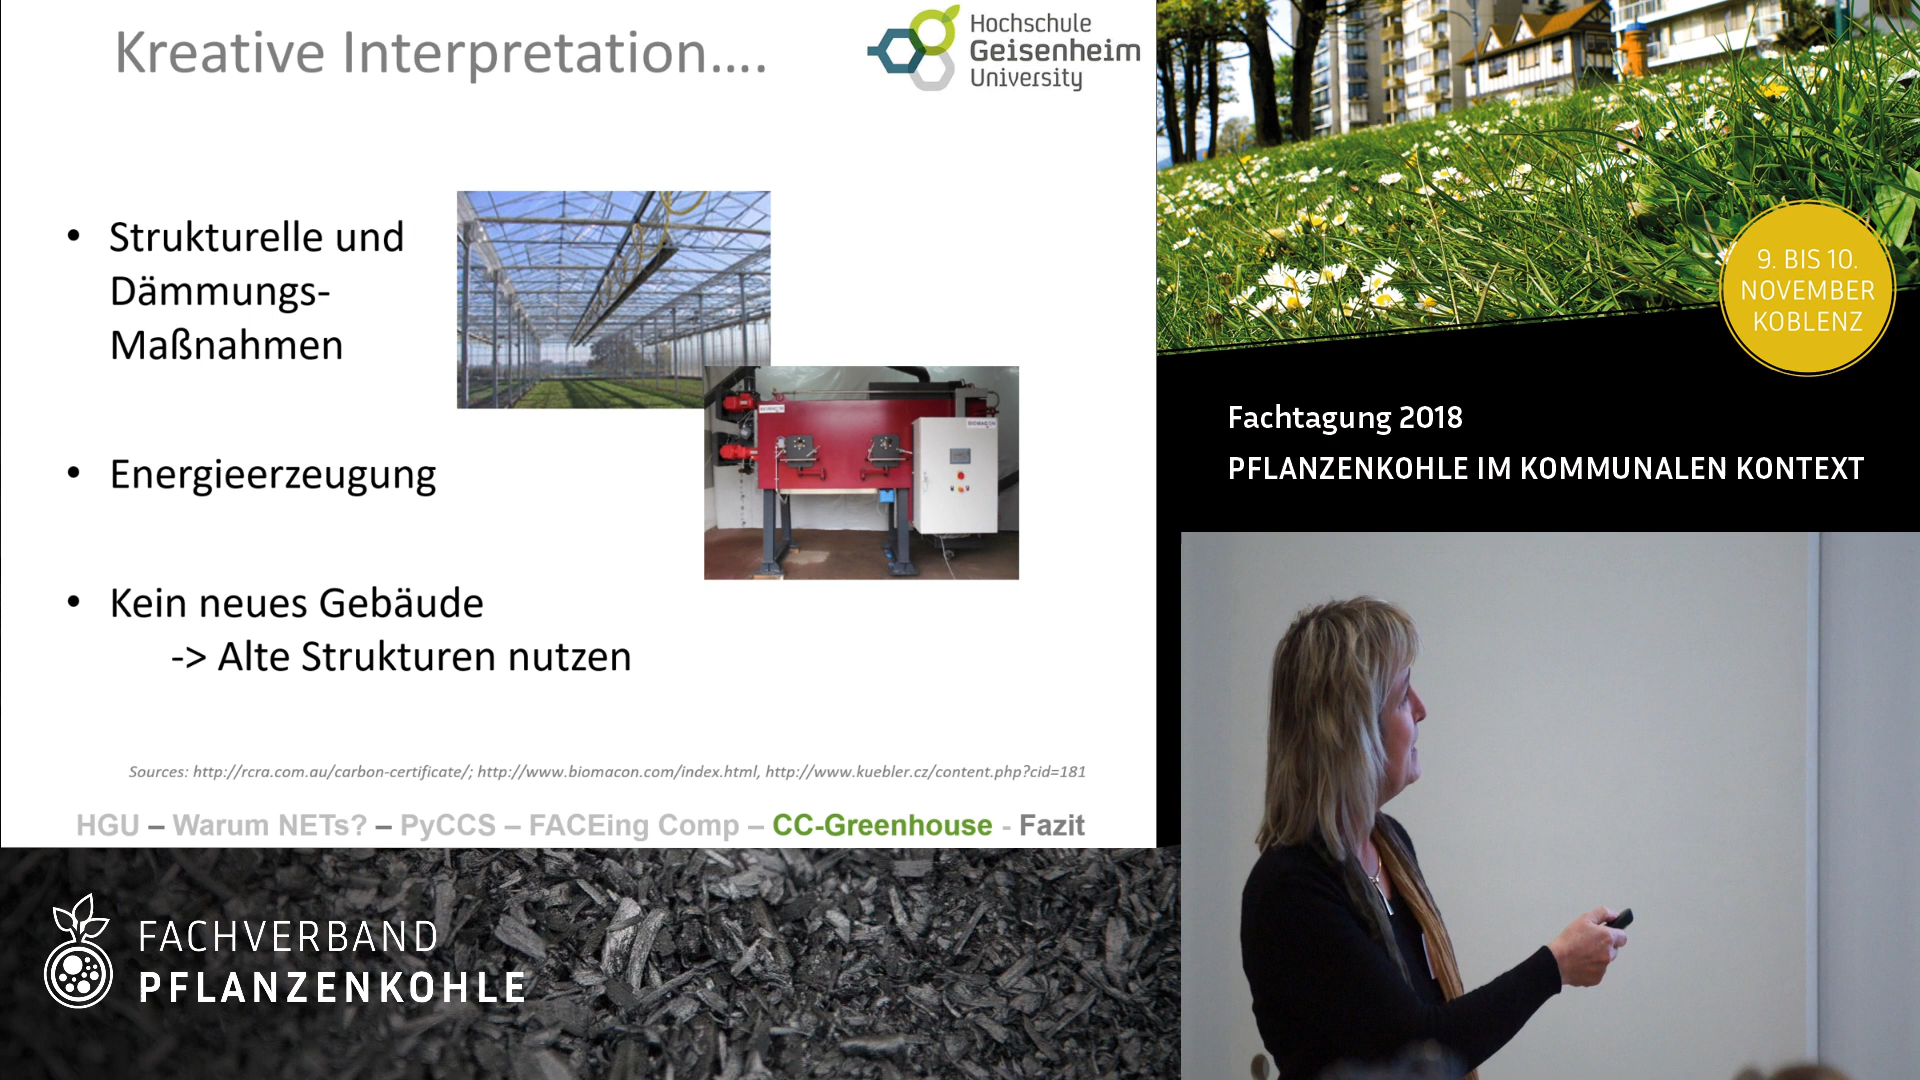 Kreative Interpretation....
Hochschule
Geisenheim
University
• Strukturelle und
Dämmungs-
Maßnahmen
• Energieerzeugung
• Kein neues Gebäude
-> Alte Strukturen nutzen
BIOMACON
BIOMACON
Sources: http://rcra.com.au/carbon-certificate/; http://www.biomacon.com/index.html, http://www.kuebler.cz/content.php?cid=181
HGU – Warum NETs? – PyCCS – FACEing Comp – CC-Greenhouse - Fazit
9. BIS 10.
NOVEMBER
KOBLENZ
Fachtagung 2018
PFLANZENKOHLE IM KOMMUNALEN KONTEXT
FACHVERBAND
PFLANZENKOHLE